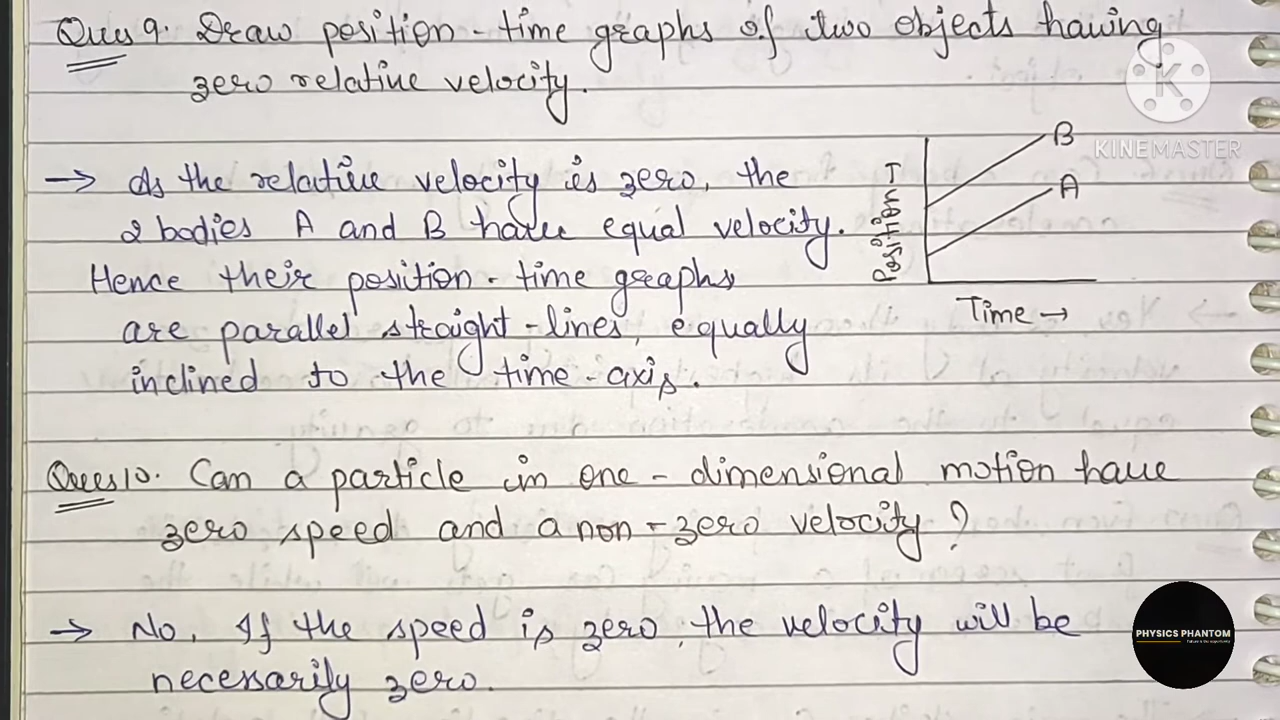 Ques 9. Draw position - time graphs of two objects having
zero relative velocity.
KINEMASTER
→ As the relative velocity is zero, the
2 bodies A and B have equal velocity.
Hence their position - time graphs
are parallel straight - lines, equally
inclined to the time - axis.
B
A
Position →
Time →
Ques 10. Can a particle in one - dimensional motion have
zero speed and a non - zero velocity ?
→ No, If the speed is zero, the velocity will be
necessarily zero.
PHYSICS PHANTOM